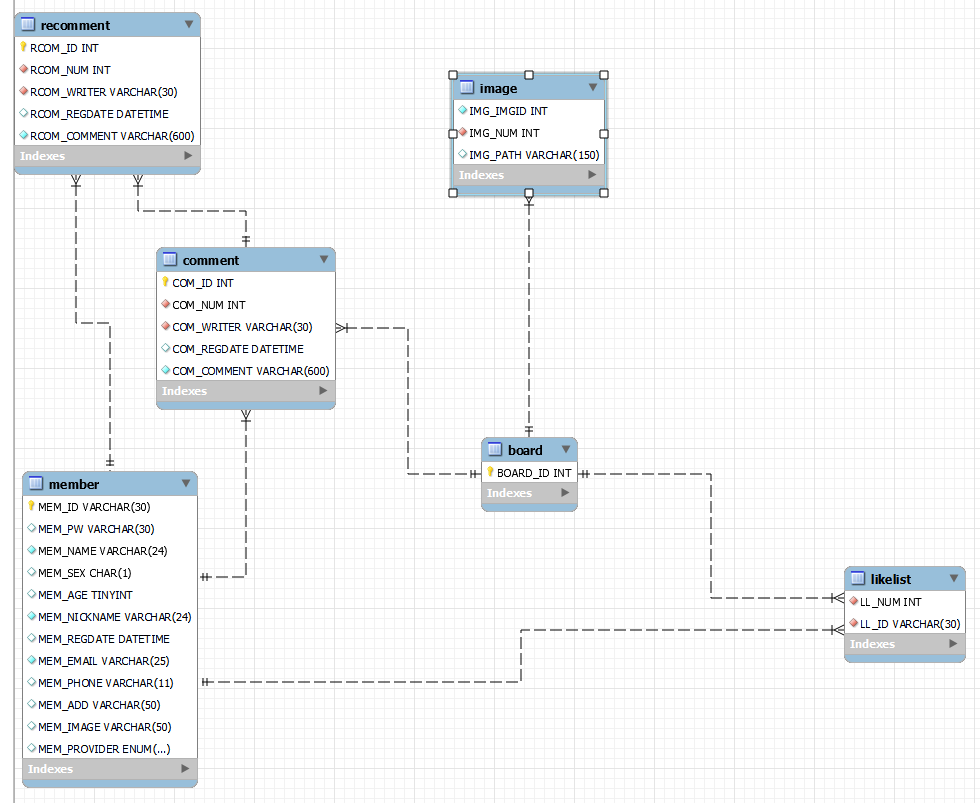 recomment
RCOM_ID INT
RCOM_NUM INT
RCOM_WRITER VARCHAR(30)
RCOM_REGDATE DATETIME
RCOM_COMMENT VARCHAR(600)
Indexes
image
IMG_IMGID INT
IMG_NUM INT
IMG_PATH VARCHAR(150)
Indexes
comment
COM_ID INT
COM_NUM INT
COM_WRITER VARCHAR(30)
COM_REGDATE DATETIME
COM_COMMENT VARCHAR(600)
Indexes
board
BOARD_ID INT
Indexes
member
MEM_ID VARCHAR(30)
MEM_PW VARCHAR(30)
MEM_NAME VARCHAR(24)
MEM_SEX CHAR(1)
MEM_AGE TINYINT
MEM_NICKNAME VARCHAR(24)
MEM_REGDATE DATETIME
MEM_EMAIL VARCHAR(25)
MEM_PHONE VARCHAR(11)
MEM_ADD VARCHAR(50)
MEM_IMAGE VARCHAR(50)
MEM_PROVIDER ENUM(...)
Indexes
likelist
LL_NUM INT
LL_ID VARCHAR(30)
Indexes